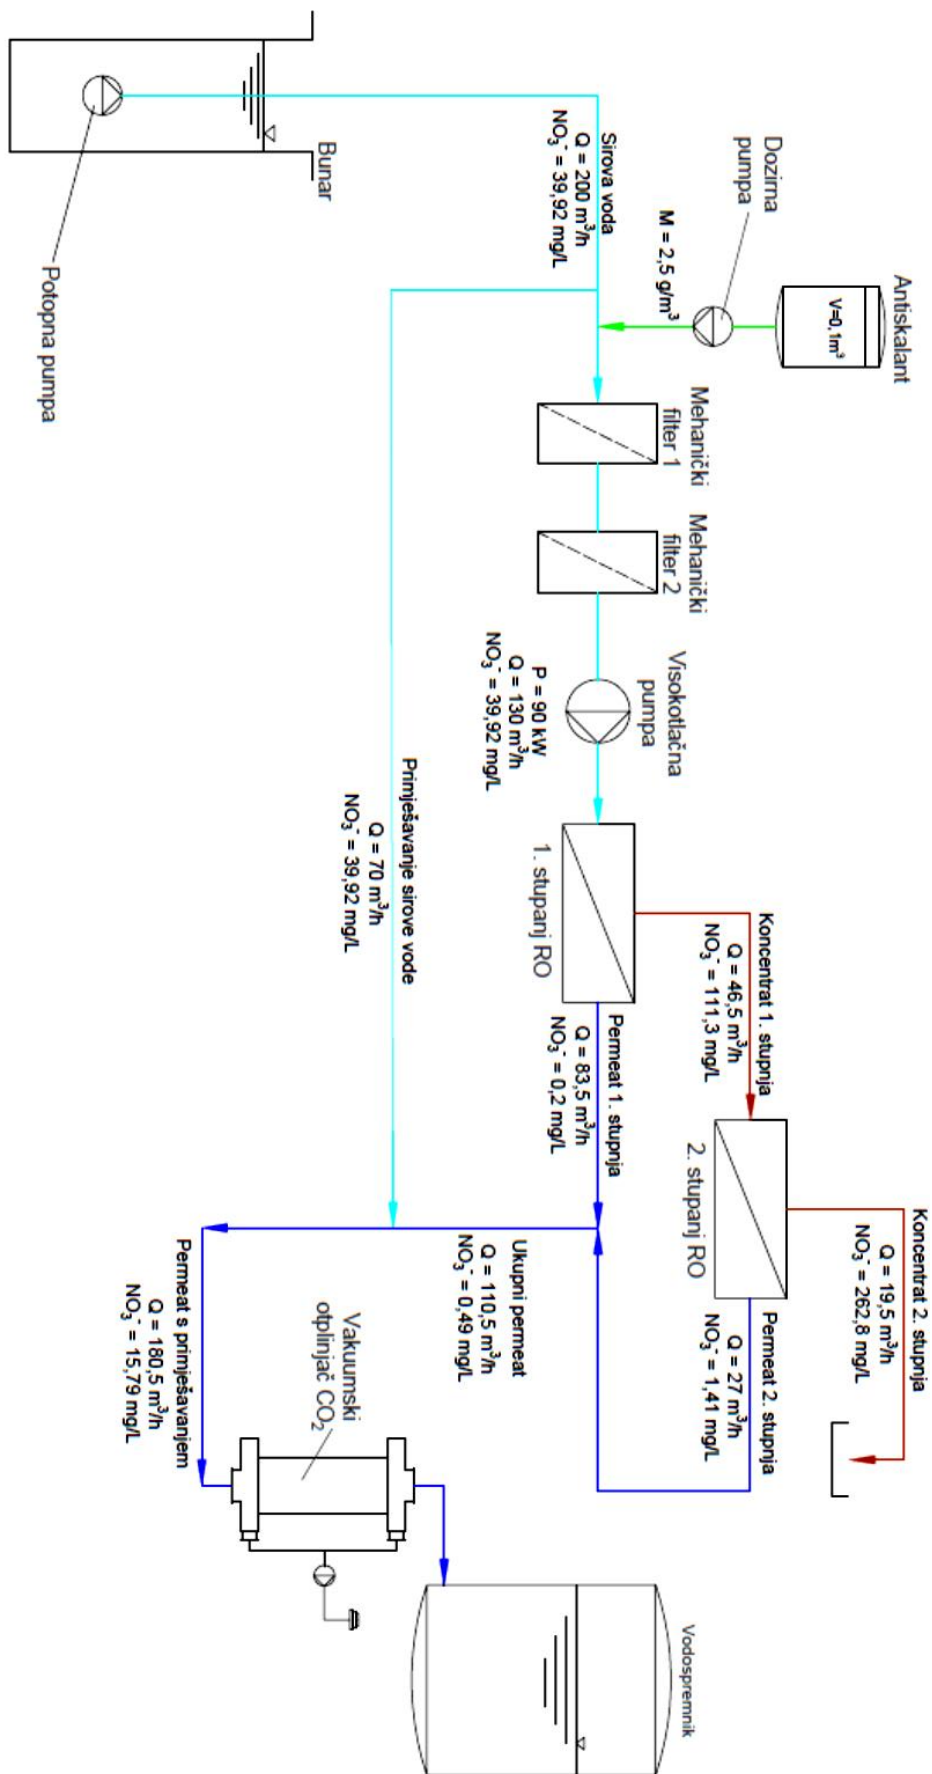 Bunar
Potopna pumpa
Sirova voda
Q = 200 m³/h
NO₃⁻ = 39,92 mg/L
Dozirna
pumpa
M = 2,5 g/m³
Antiskalant
V=0,1m³
Mehanički
filter 1
Mehanički
filter 2
Visokotlačna
pumpa
P = 90 kW
Q = 130 m³/h
NO₃⁻ = 39,92 mg/L
Primješavanje sirove vode
Q = 70 m³/h
NO₃⁻ = 39,92 mg/L
1. stupanj RO
Koncentrat 1. stupnja
Q = 46,5 m³/h
NO₃⁻ = 111,3 mg/L
Permeat 1. stupnja
Q = 83,5 m³/h
NO₃⁻ = 0,2 mg/L
2. stupanj RO
Koncentrat 2. stupnja
Q = 19,5 m³/h
NO₃⁻ = 262,8 mg/L
Permeat 2. stupnja
Q = 27 m³/h
NO₃⁻ = 1,41 mg/L
Ukupni permeat
Q = 110,5 m³/h
NO₃⁻ = 0,49 mg/L
Permeat s primješavanjem
Q = 180,5 m³/h
NO₃⁻ = 15,79 mg/L
Vakuumski
otplinjač CO₂
Vodospremnik